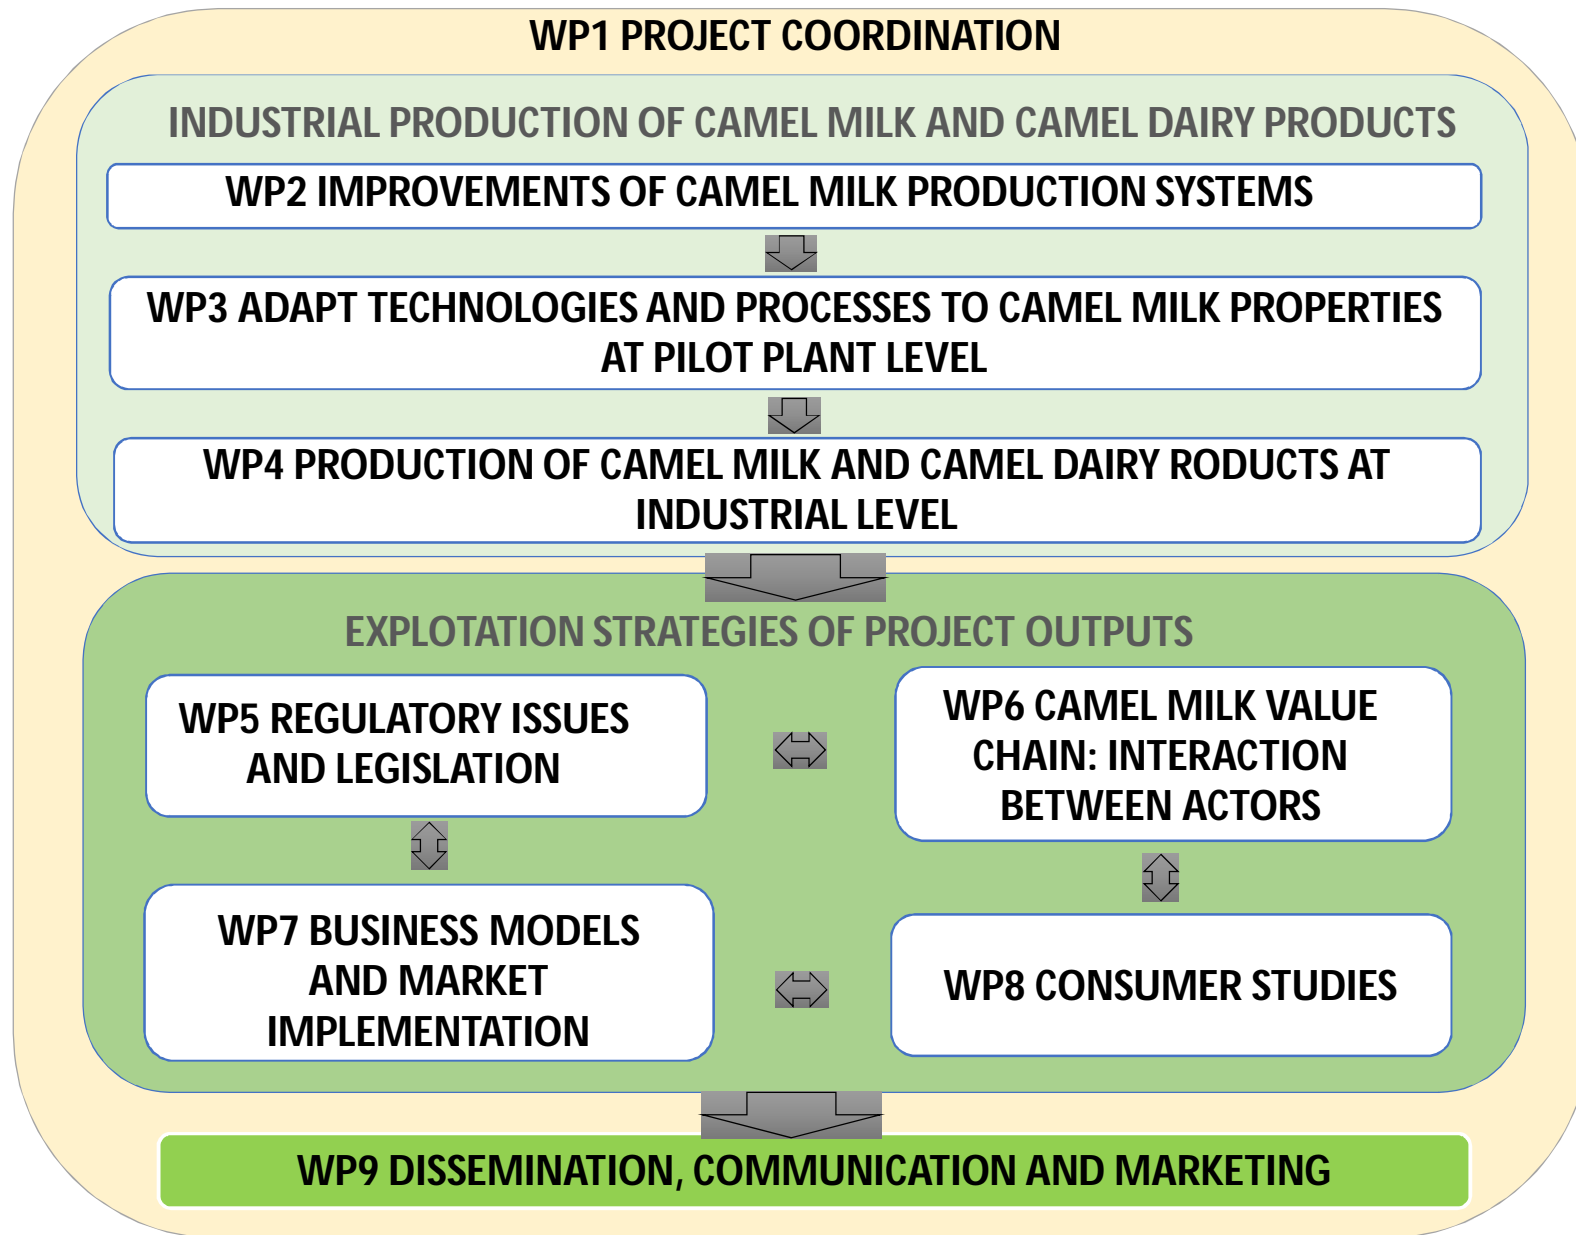 WP1 PROJECT COORDINATION
INDUSTRIAL PRODUCTION OF CAMEL MILK AND CAMEL DAIRY PRODUCTS
WP2 IMPROVEMENTS OF CAMEL MILK PRODUCTION SYSTEMS
WP3 ADAPT TECHNOLOGIES AND PROCESSES TO CAMEL MILK PROPERTIES
AT PILOT PLANT LEVEL
WP4 PRODUCTION OF CAMEL MILK AND CAMEL DAIRY RODUCTS AT
INDUSTRIAL LEVEL
EXPLOTATION STRATEGIES OF PROJECT OUTPUTS
WP5 REGULATORY ISSUES
AND LEGISLATION
WP6 CAMEL MILK VALUE
CHAIN: INTERACTION
BETWEEN ACTORS
WP7 BUSINESS MODELS
AND MARKET
IMPLEMENTATION
WP8 CONSUMER STUDIES
WP9 DISSEMINATION, COMMUNICATION AND MARKETING